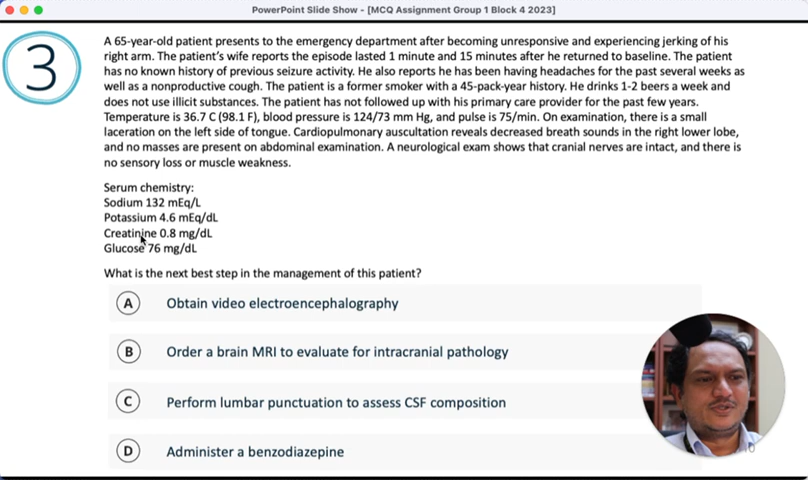 PowerPoint Slide Show - [MCQ Assignment Group 1 Block 4 2023]
3
A 65-year-old patient presents to the emergency department after becoming unresponsive and experiencing jerking of his
right arm. The patient's wife reports the episode lasted 1 minute and 15 minutes after he returned to baseline. The patient
has no known history of previous seizure activity. He also reports he has been having headaches for the past several weeks as
well as a nonproductive cough. The patient is a former smoker with a 45-pack-year history. He drinks 1-2 beers a week and
does not use illicit substances. The patient has not followed up with his primary care provider for the past few years.
Temperature is 36.7 C (98.1 F), blood pressure is 124/73 mm Hg, and pulse is 75/min. On examination, there is a small
laceration on the left side of tongue. Cardiopulmonary auscultation reveals decreased breath sounds in the right lower lobe,
and no masses are present on abdominal examination. A neurological exam shows that cranial nerves are intact, and there is
no sensory loss or muscle weakness.
Serum chemistry:
Sodium 132 mEq/L
Potassium 4.6 mEq/dL
Creatinine 0.8 mg/dL
Glucose 76 mg/dL
What is the next best step in the management of this patient?
A Obtain video electroencephalography
B Order a brain MRI to evaluate for intracranial pathology
C Perform lumbar punctuation to assess CSF composition
D Administer a benzodiazepine